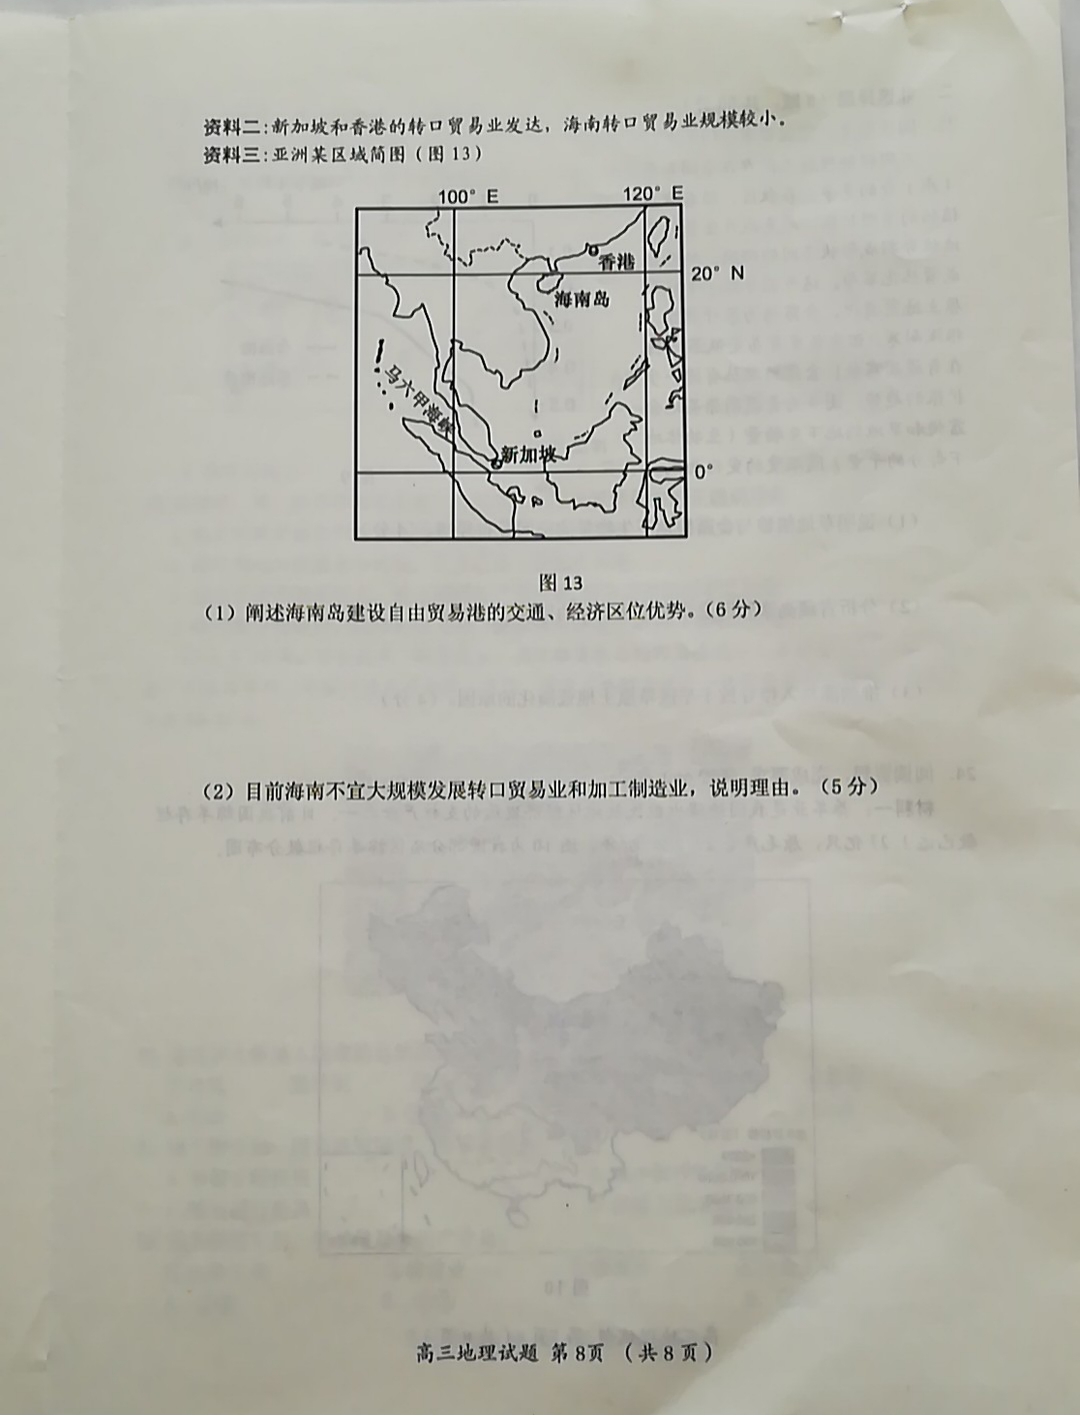 资料二:新加坡和香港的转口贸易业发达，海南转口贸易业规模较小。
资料三:亚洲某区域简图(图13)
100° E
120° E
香港
20° N
海南岛
马六甲海峡
新加坡
0°
图13
(1)阐述海南岛建设自由贸易港的交通、经济区位优势。(6分)
(2)目前海南不宜大规模发展转口贸易业和加工制造业，说明理由。(5分)
高三地理试题 第8页 (共8页)